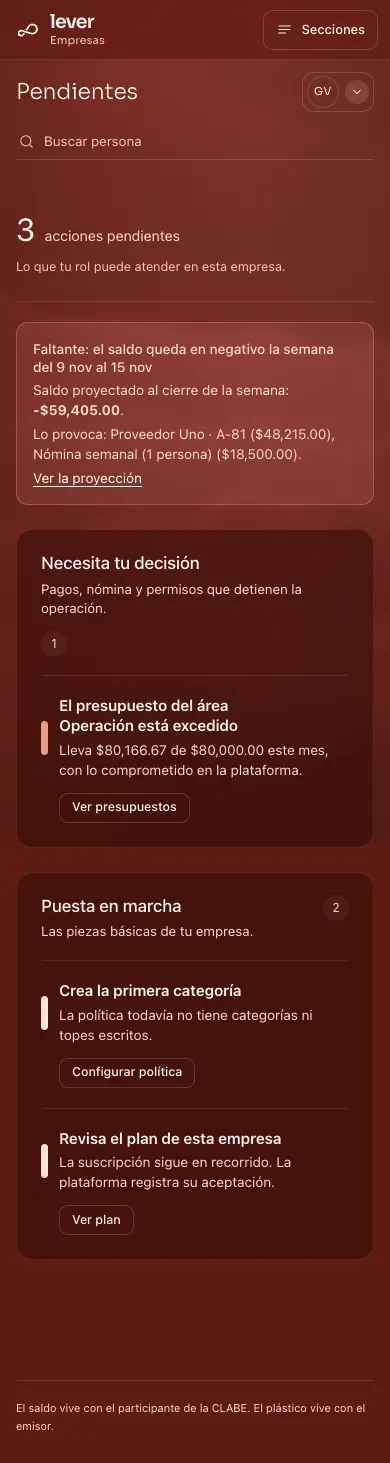 lever
Empresas
Secciones
Pendientes
GV
Buscar persona
3 acciones pendientes
Lo que tu rol puede atender en esta empresa.
Faltante: el saldo queda en negativo la semana
del 9 nov al 15 nov
Saldo proyectado al cierre de la semana:
-$59,405.00.
Lo provoca: Proveedor Uno · A-81 ($48,215.00),
Nómina semanal (1 persona) ($18,500.00).
Ver la proyección
Necesita tu decisión
Pagos, nómina y permisos que detienen la
operación.
1
El presupuesto del área
Operación está excedido
Lleva $80,166.67 de $80,000.00 este mes,
con lo comprometido en la plataforma.
Ver presupuestos
Puesta en marcha
2
Las piezas básicas de tu empresa.
Crea la primera categoría
La política todavía no tiene categorías ni
topes escritos.
Configurar política
Revisa el plan de esta empresa
La suscripción sigue en recorrido. La
plataforma registra su aceptación.
Ver plan
El saldo vive con el participante de la CLABE. El plástico vive con el
emisor.